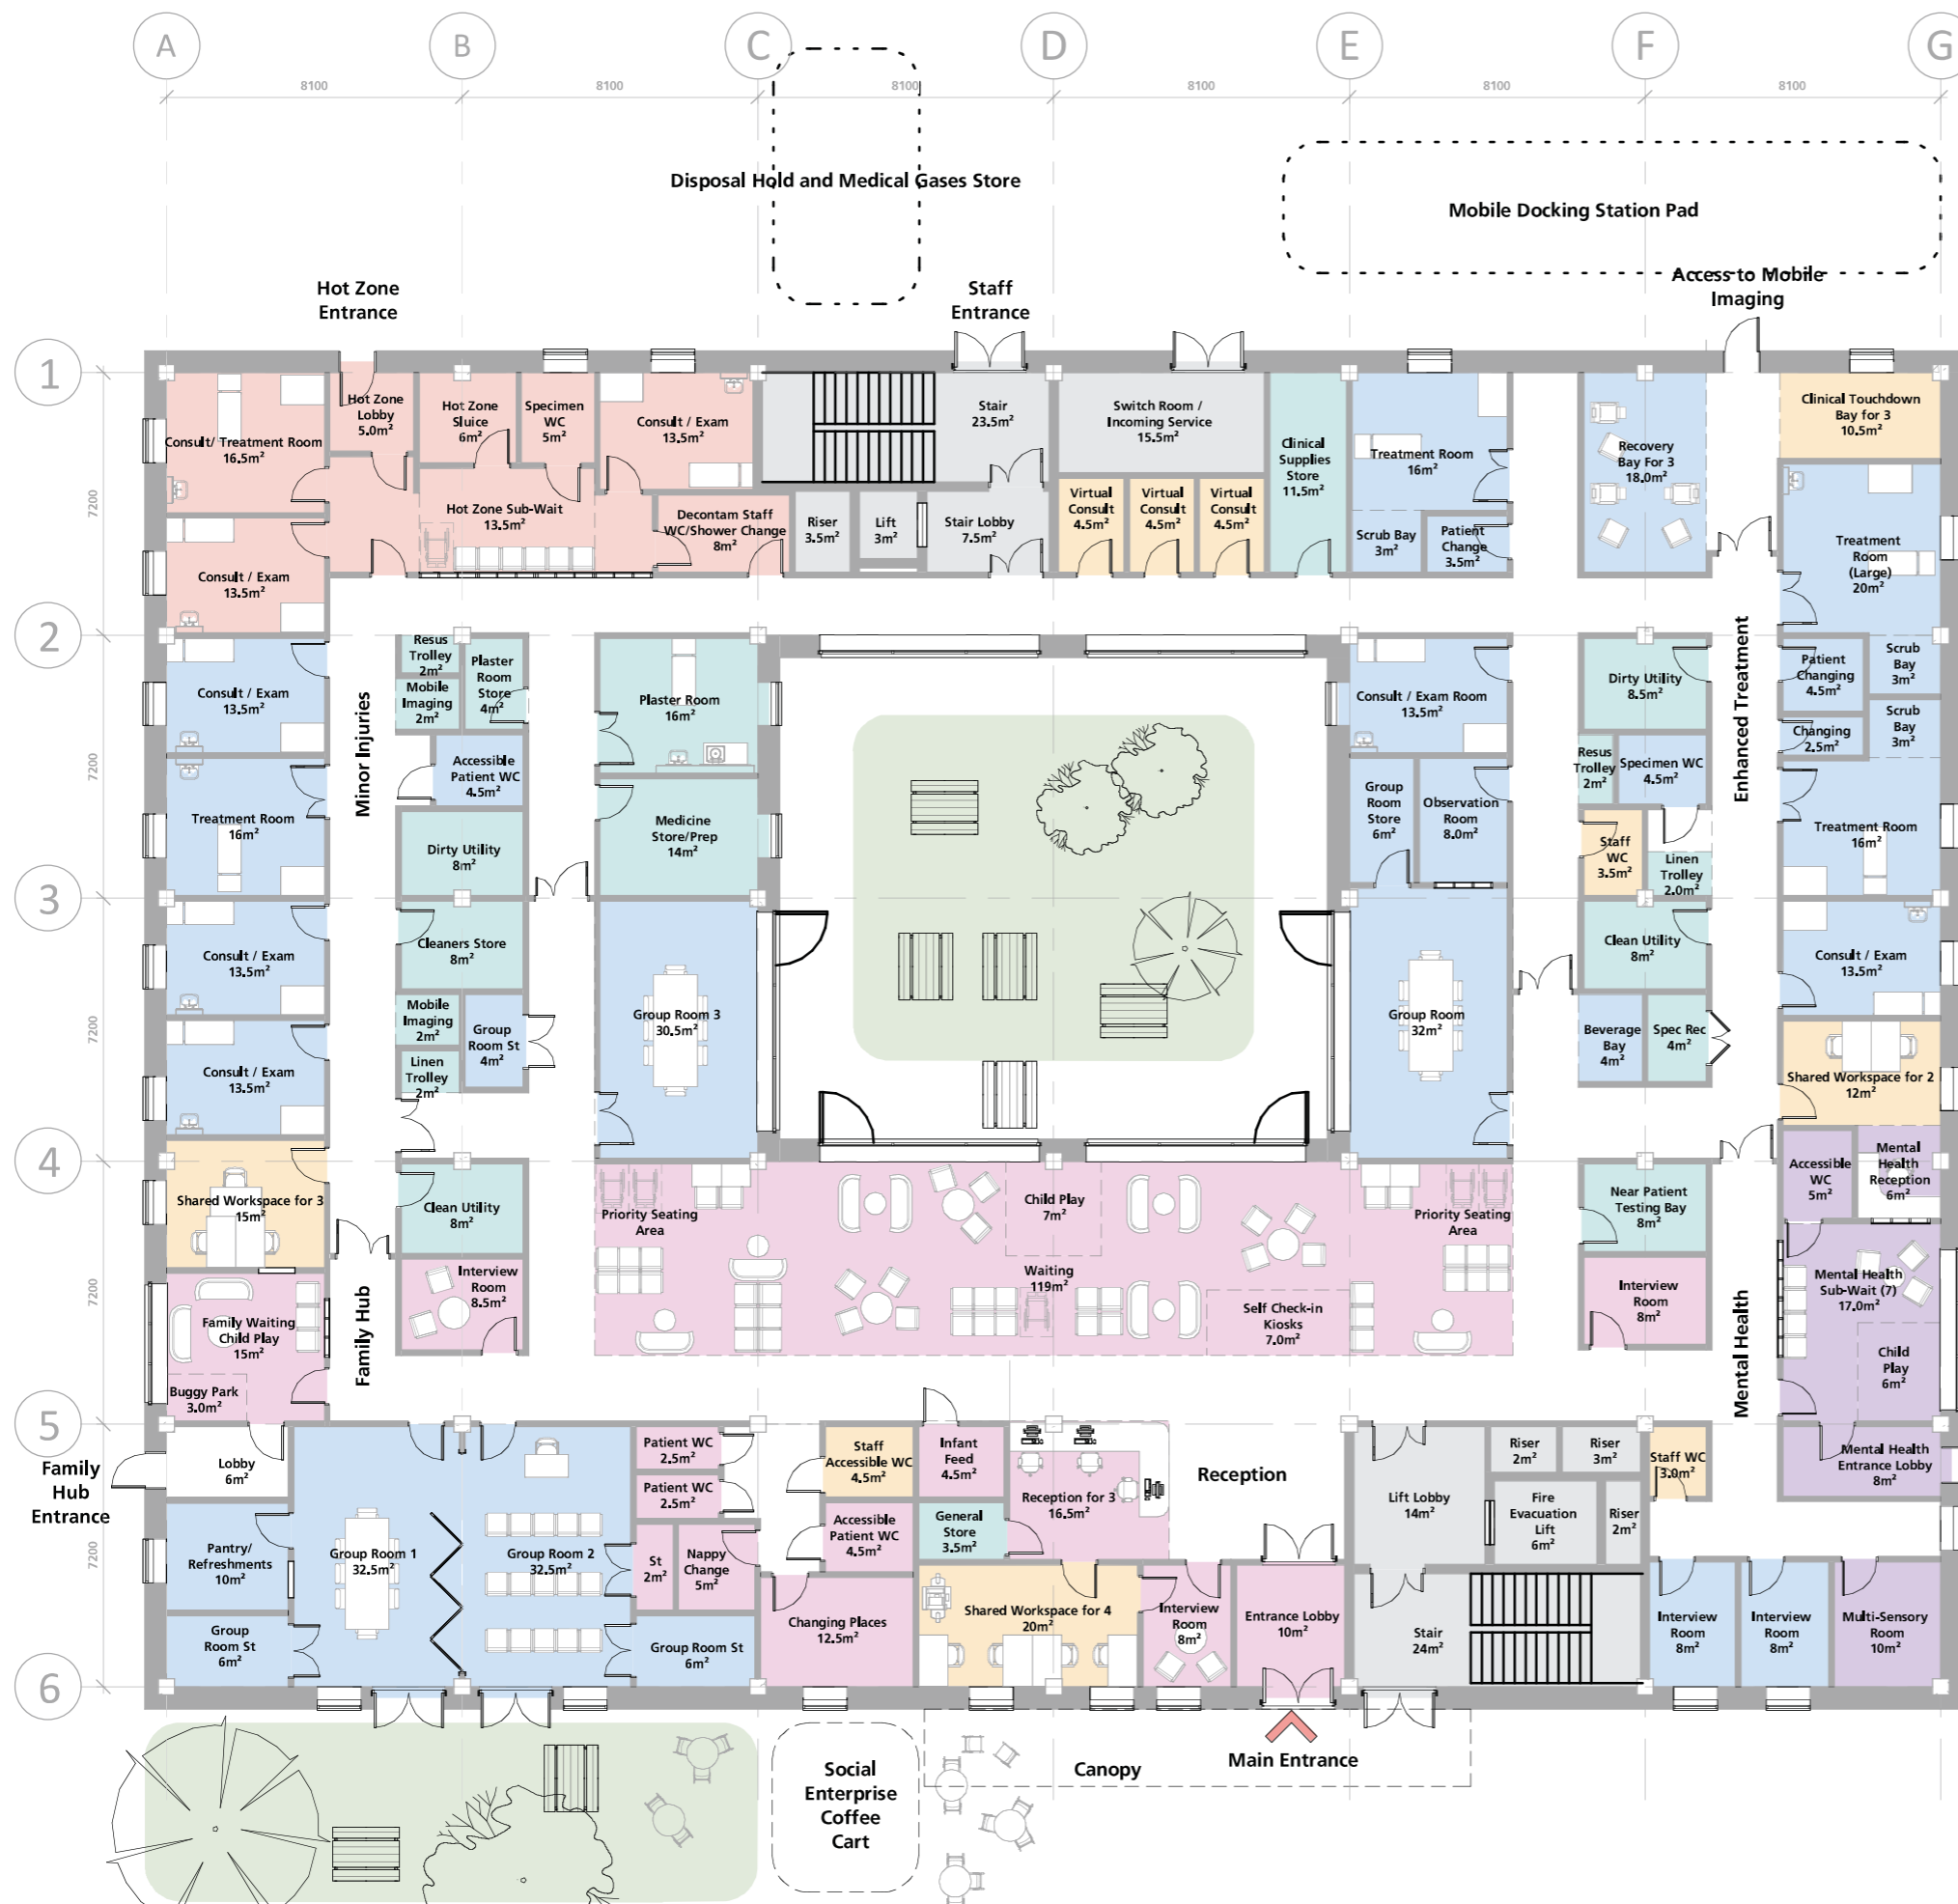 A
B
C
D
E
F
G
8100
8100
8100
8100
8100
8100
Disposal Hold and Medical Gases Store
Mobile Docking Station Pad
Hot Zone
Entrance
Staff
Entrance
Access to Mobile
Imaging
1
2
3
4
5
6
7200
7200
7200
7200
7200
Consult/ Treatment Room
16.5m²
Hot Zone
Lobby
5.0m²
Hot Zone
Sluice
6m²
Specimen
WC
5m²
Consult / Exam
13.5m²
Stair
23.5m²
Switch Room /
Incoming Service
15.5m²
Clinical
Supplies
Store
11.5m²
Treatment Room
16m²
Recovery
Bay For 3
18.0m²
Clinical Touchdown
Bay for 3
10.5m²
Consult / Exam
13.5m²
Hot Zone Sub-Wait
13.5m²
Decontam Staff
WC/Shower Change
8m²
Riser
3.5m²
Lift
3m²
Stair Lobby
7.5m²
Virtual
Consult
4.5m²
Virtual
Consult
4.5m²
Virtual
Consult
4.5m²
Scrub Bay
3m²
Patient
Change
3.5m²
Treatment
Room
(Large)
20m²
Consult / Exam
13.5m²
Minor Injuries
Resus
Trolley
2m²
Mobile
Imaging
2m²
Plaster
Room
Store
4m²
Plaster Room
16m²
Consult / Exam Room
13.5m²
Dirty Utility
8.5m²
Enhanced Treatment
Patient
Changing
4.5m²
Scrub
Bay
3m²
Scrub
Bay
3m²
Changing
2.5m²
Treatment Room
16m²
Accessible
Patient WC
4.5m²
Dirty Utility
8m²
Medicine
Store/Prep
14m²
Group
Room
Store
6m²
Observation
Room
8.0m²
Resus
Trolley
2m²
Specimen WC
4.5m²
Staff
WC
3.5m²
Linen
Trolley
2.0m²
Treatment Room
16m²
Consult / Exam
13.5m²
Cleaners Store
8m²
Group Room 3
30.5m²
Group Room
32m²
Clean Utility
8m²
Consult / Exam
13.5m²
Consult / Exam
13.5m²
Mobile
Imaging
2m²
Group
Room St
4m²
Linen
Trolley
2m²
Beverage
Bay
4m²
Spec Rec
4m²
Shared Workspace for 2
12m²
Shared Workspace for 3
15m²
Clean Utility
8m²
Priority Seating
Area
Child Play
7m²
Priority Seating
Area
Near Patient
Testing Bay
8m²
Accessible
WC
5m²
Mental
Health
Reception
6m²
Family Waiting
Child Play
15m²
Buggy Park
3.0m²
Family Hub
Interview
Room
8.5m²
Waiting
119m²
Self Check-in
Kiosks
7.0m²
Interview
Room
8m²
Mental Health
Mental Health
Sub-Wait (7)
17.0m²
Child
Play
6m²
Family
Hub
Entrance
Lobby
6m²
Patient WC
2.5m²
Patient WC
2.5m²
Staff
Accessible WC
4.5m²
Infant
Feed
4.5m²
Reception for 3
16.5m²
Reception
Lift Lobby
14m²
Riser
2m²
Riser
3m²
Staff WC
3.0m²
Mental Health
Entrance Lobby
8m²
Pantry/
Refreshments
10m²
Group Room 1
32.5m²
Group Room 2
32.5m²
St
2m²
Nappy
Change
5m²
Accessible
Patient WC
4.5m²
General
Store
3.5m²
Fire
Evacuation
Lift
6m²
Riser
2m²
Group
Room St
6m²
Group Room St
6m²
Changing Places
12.5m²
Shared Workspace for 4
20m²
Interview
Room
8m²
Entrance Lobby
10m²
Stair
24m²
Interview
Room
8m²
Interview
Room
8m²
Multi-Sensory
Room
10m²
Social
Enterprise
Coffee
Cart
Canopy
Main Entrance